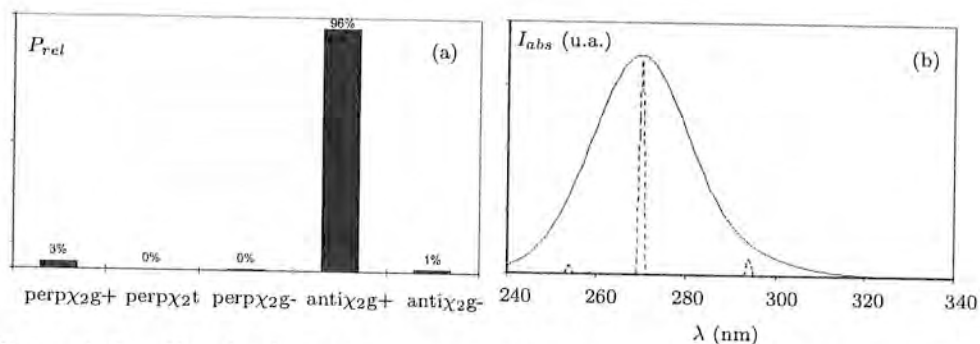 P_rel
96%
(a)
3%
0%
0%
1%
perpχ₂g+ perpχ₂t perpχ₂g- antiχ₂g+ antiχ₂g-
I_abs (u.a.)
(b)
240 260 280 300 320 340
λ (nm)